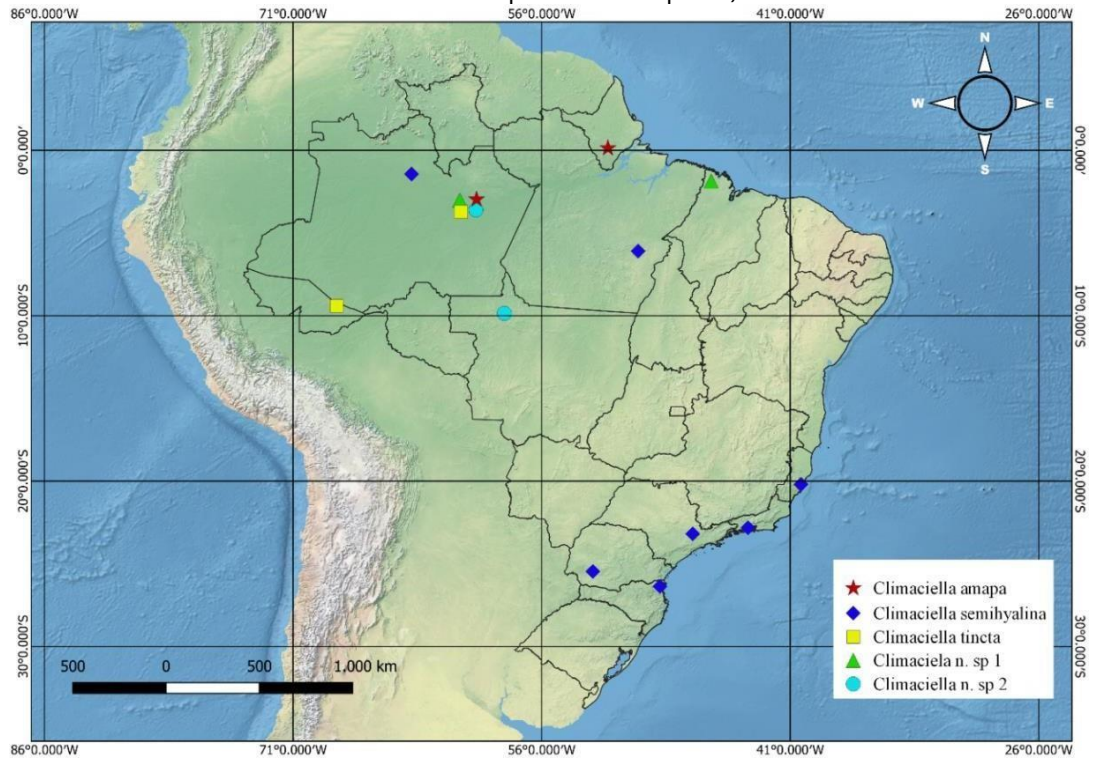 86°0.000'W 71°0.000'W 56°0.000'W 41°0.000'W 26°0.000'W
N
W E
S
0°0.000' 0°0.000'
10°0.000'S 10°0.000'S
20°0.000'S 20°0.000'S
30°0.000'S 30°0.000'S
Climaciella amapa
Climaciella semihyalina
Climaciella tincta
Climaciela n. sp 1
Climaciella n. sp 2
500 0 500 1,000 km
86°0.000'W 71°0.000'W 56°0.000'W 41°0.000'W 26°0.000'W